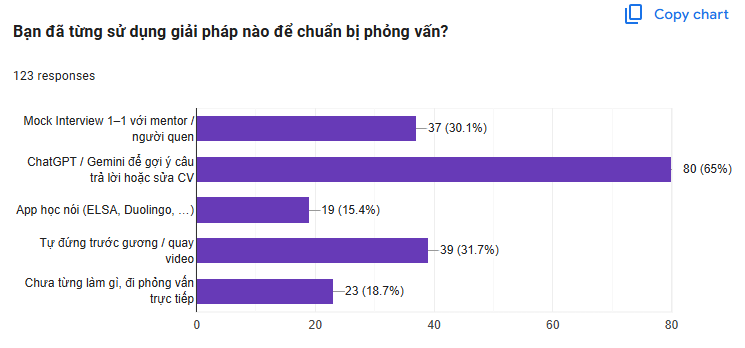 Copy chart
Bạn đã từng sử dụng giải pháp nào để chuẩn bị phỏng vấn?
123 responses
Mock Interview 1–1 với mentor /
người quen
37 (30.1%)
ChatGPT / Gemini để gợi ý câu
trả lời hoặc sửa CV
80 (65%)
App học nói (ELSA, Duolingo, …)
19 (15.4%)
Tự đứng trước gương / quay
video
39 (31.7%)
Chưa từng làm gì, đi phỏng vấn
trực tiếp
23 (18.7%)
0
20
40
60
80